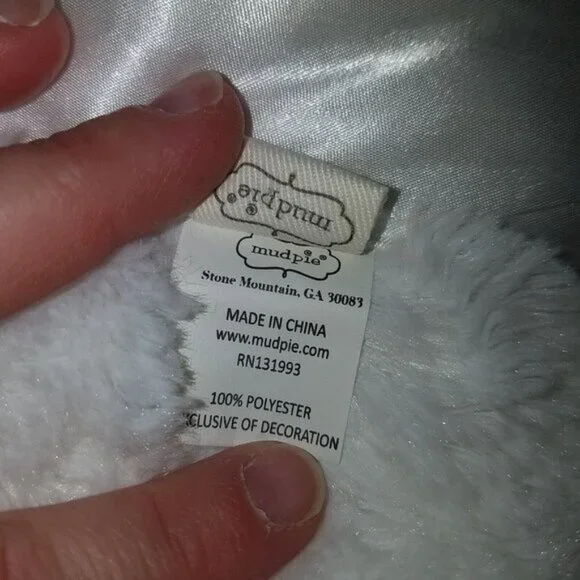 mudpie
mudpie
Stone Mountain, GA 30083
MADE IN CHINA
www.mudpie.com
RN131993
100% POLYESTER
XCLUSIVE OF DECORATION